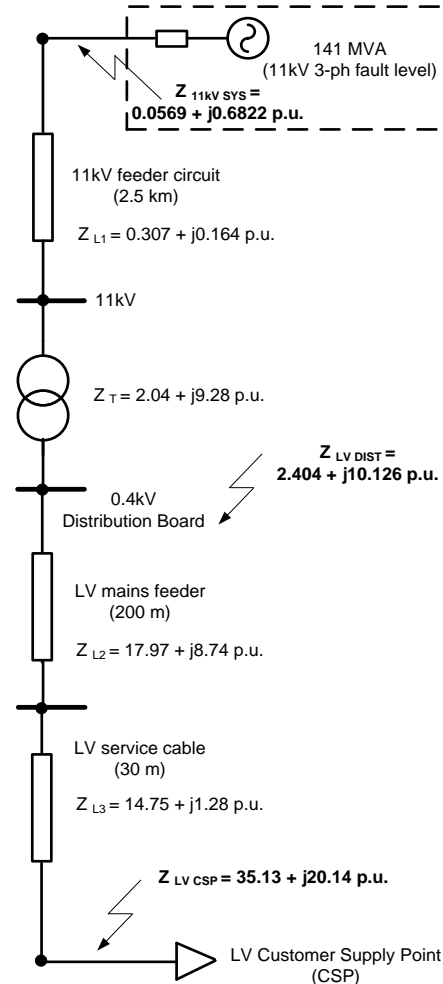 141 MVA
(11kV 3-ph fault level)
Z 11kV SYS =
0.0569 + j0.6822 p.u.
11kV feeder circuit
(2.5 km)
Z L1 = 0.307 + j0.164 p.u.
11kV
Z T = 2.04 + j9.28 p.u.
Z LV DIST =
2.404 + j10.126 p.u.
0.4kV
Distribution Board
LV mains feeder
(200 m)
Z L2 = 17.97 + j8.74 p.u.
LV service cable
(30 m)
Z L3 = 14.75 + j1.28 p.u.
Z LV CSP = 35.13 + j20.14 p.u.
LV Customer Supply Point
(CSP)